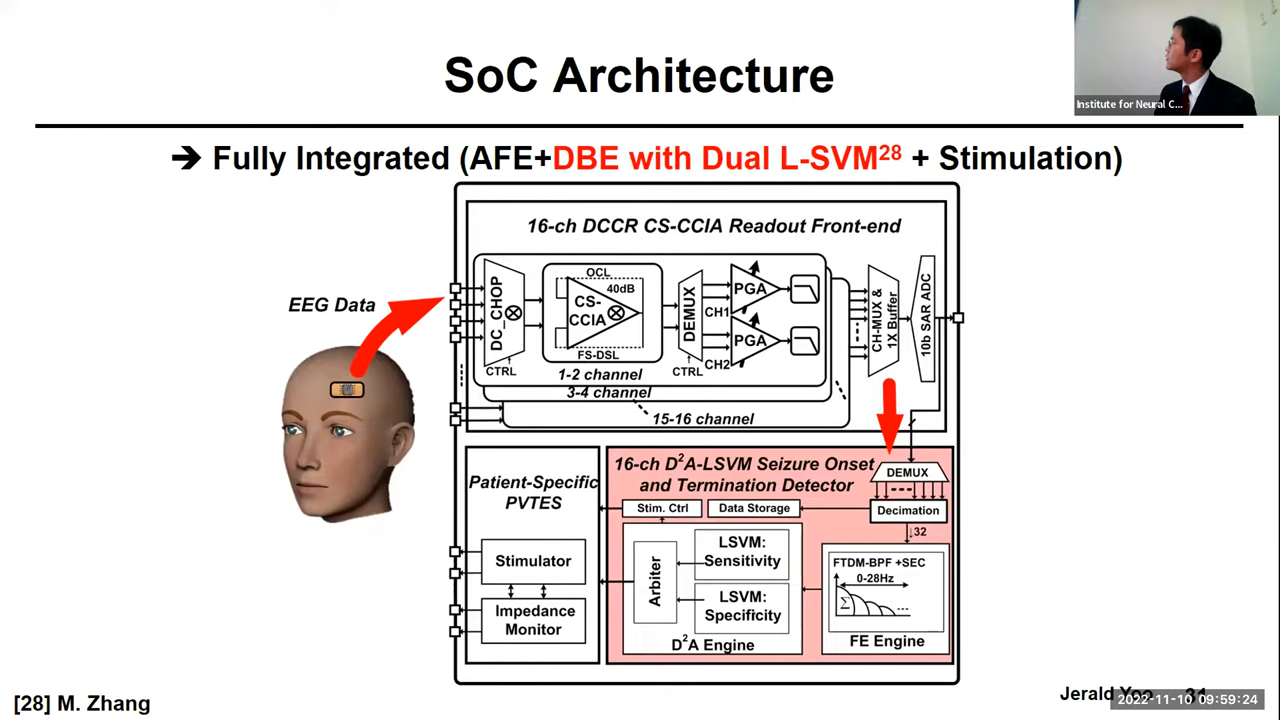 SoC Architecture
Institute for Neural C...
➔ Fully Integrated (AFE+DBE with Dual L-SVM28 + Stimulation)
16-ch DCCR CS-CCIA Readout Front-end
EEG Data
DC_CHOP
CTRL
OCL
40dB
CS-
CCIA
FS-DSL
DEMUX
CTRL
CH1
CH2
PGA
PGA
CH-MUX &
1X Buffer
10b SAR ADC
1-2 channel
3-4 channel
15-16 channel
Patient-Specific
PVTES
Stimulator
Impedance
Monitor
16-ch D2A-LSVM Seizure Onset
and Termination Detector
DEMUX
Stim. Ctrl
Data Storage
Decimation
↓32
Arbiter
LSVM:
Sensitivity
LSVM:
Specificity
D2A Engine
FTDM-BPF +SEC
0-28Hz
Σ
FE Engine
[28] M. Zhang
Jerald Yoo 31
2022-11-10 09:59:24